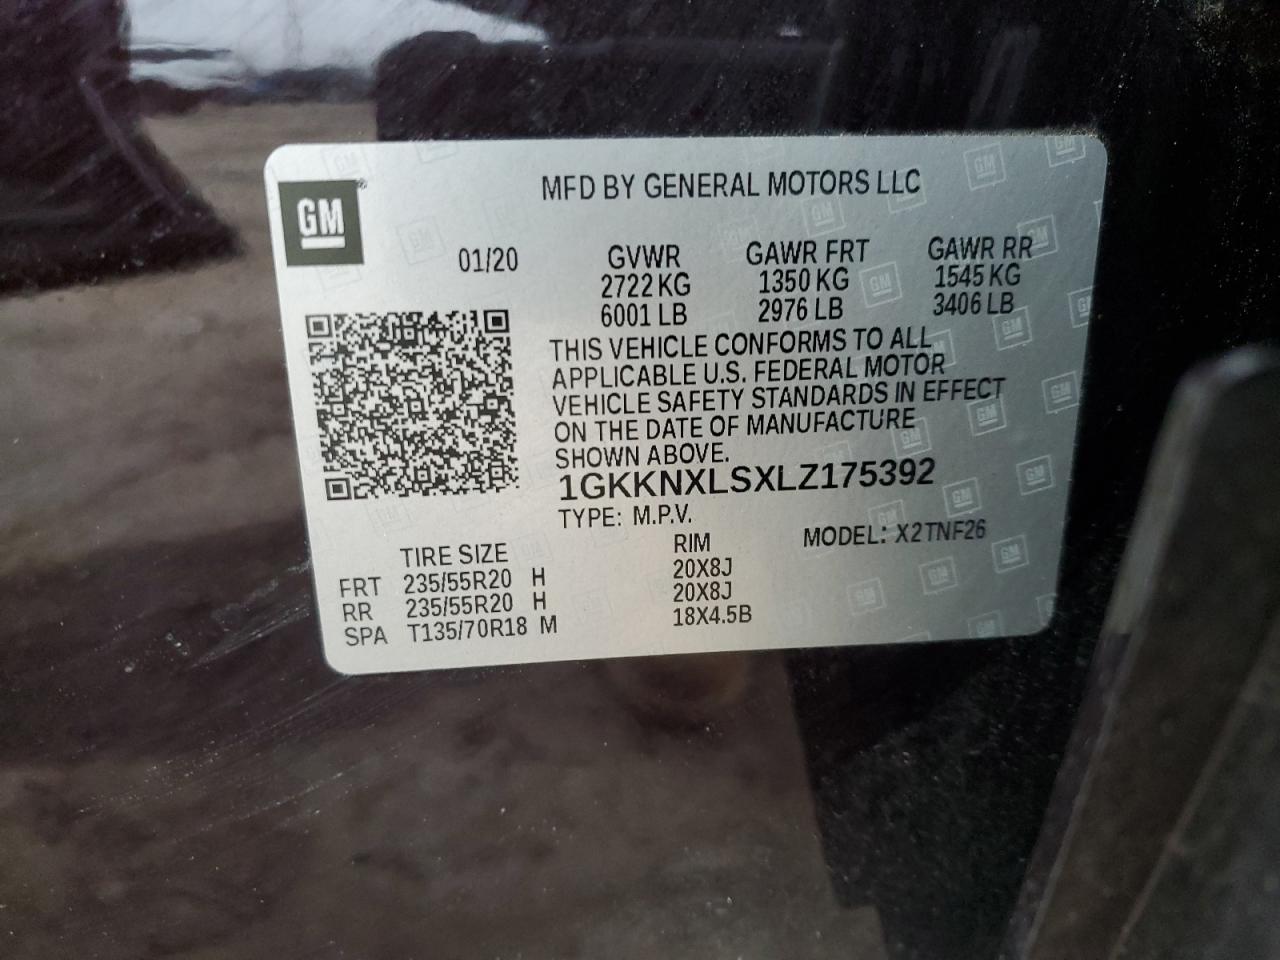 MFD BY GENERAL MOTORS LLC
GM
01/20 GVWR GAWR FRT GAWR RR
2722 KG 1350 KG 1545 KG
6001 LB 2976 LB 3406 LB
THIS VEHICLE CONFORMS TO ALL
APPLICABLE U.S. FEDERAL MOTOR
VEHICLE SAFETY STANDARDS IN EFFECT
ON THE DATE OF MANUFACTURE
SHOWN ABOVE.
1GKKNXLSXLZ175392
TYPE: M.P.V.
MODEL: X2TNF26
TIRE SIZE RIM
FRT 235/55R20 H 20X8J
RR 235/55R20 H 20X8J
SPA T135/70R18 M 18X4.5B